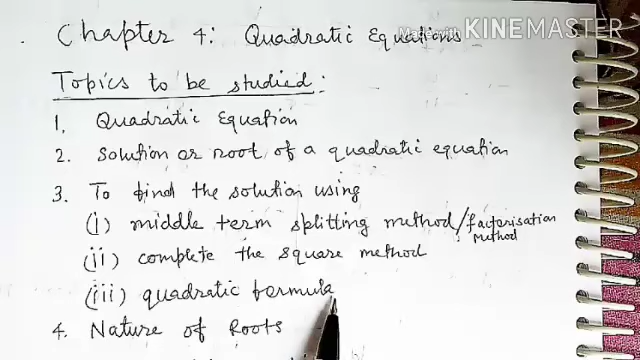 Chapter 4: Quadratic Equations
Made with KINEMASTER
Topics to be studied:
1. Quadratic Equation
2. Solution or root of a quadratic equation
3. To find the solution using
(i) middle term splitting method/factorisation method
(ii) complete the square method
(iii) quadratic formula
4. Nature of Roots